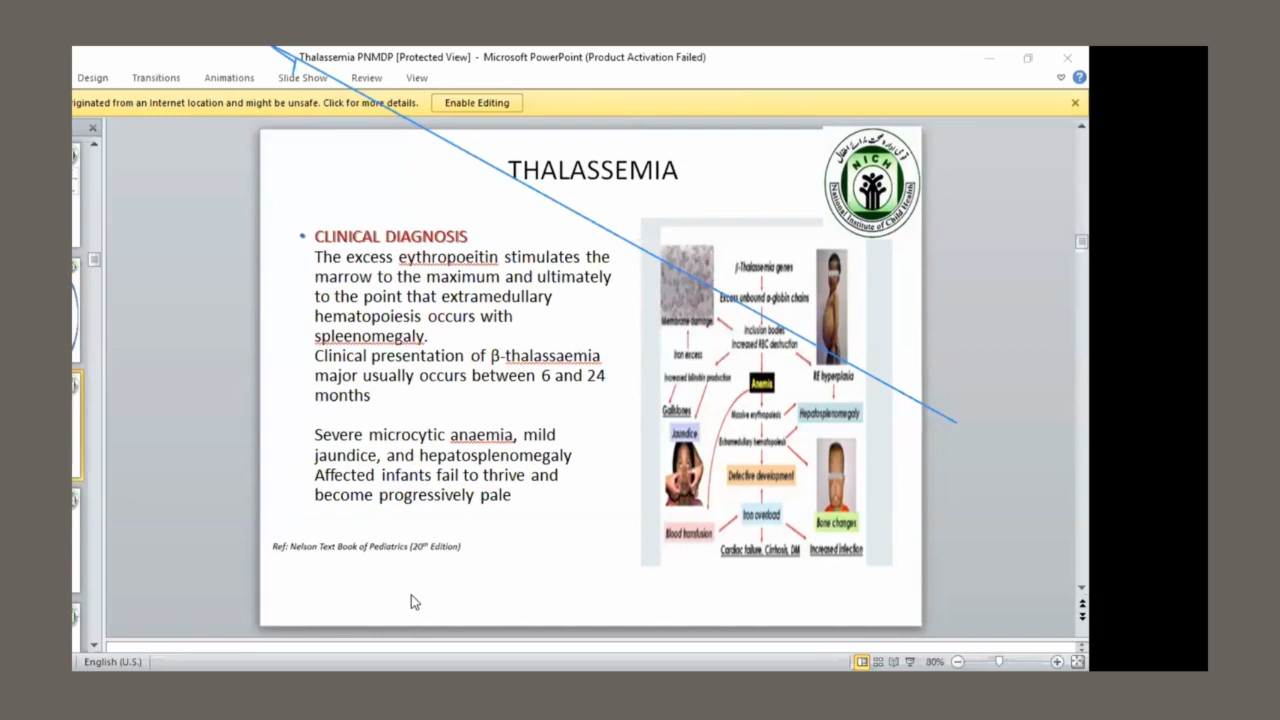 Thalassemia PNMDP [Protected View] - Microsoft PowerPoint (Product Activation Failed)
Design Transitions Animations Slide Show Review View
iginated from an Internet location and might be unsafe. Click for more details. Enable Editing
THALASSEMIA
NICH
National Institute of Child Health
• CLINICAL DIAGNOSIS
The excess eythropoeitin stimulates the
marrow to the maximum and ultimately
to the point that extramedullary
hematopoiesis occurs with
spleenomegaly.
Clinical presentation of β-thalassaemia
major usually occurs between 6 and 24
months
Severe microcytic anaemia, mild
jaundice, and hepatosplenomegaly
Affected infants fail to thrive and
become progressively pale
Ref: Nelson Text Book of Pediatrics (20th Edition)
β-Thalassemia genes
Excess unbound α-globin chains
Membrane damage
Inclusion bodies
Increased RBC destruction
Iron excess
Increased bilirubin production
RE hyperplasia
Anemia
Gallstones
Massive erythropoiesis
Hepatosplenomegaly
Jaundice
Extramedullary hematopoiesis
Defective development
Iron overload
Bone changes
Blood transfusion
Cardiac failure, Cirrhosis, DM
Increased infection
English (U.S.)
80%